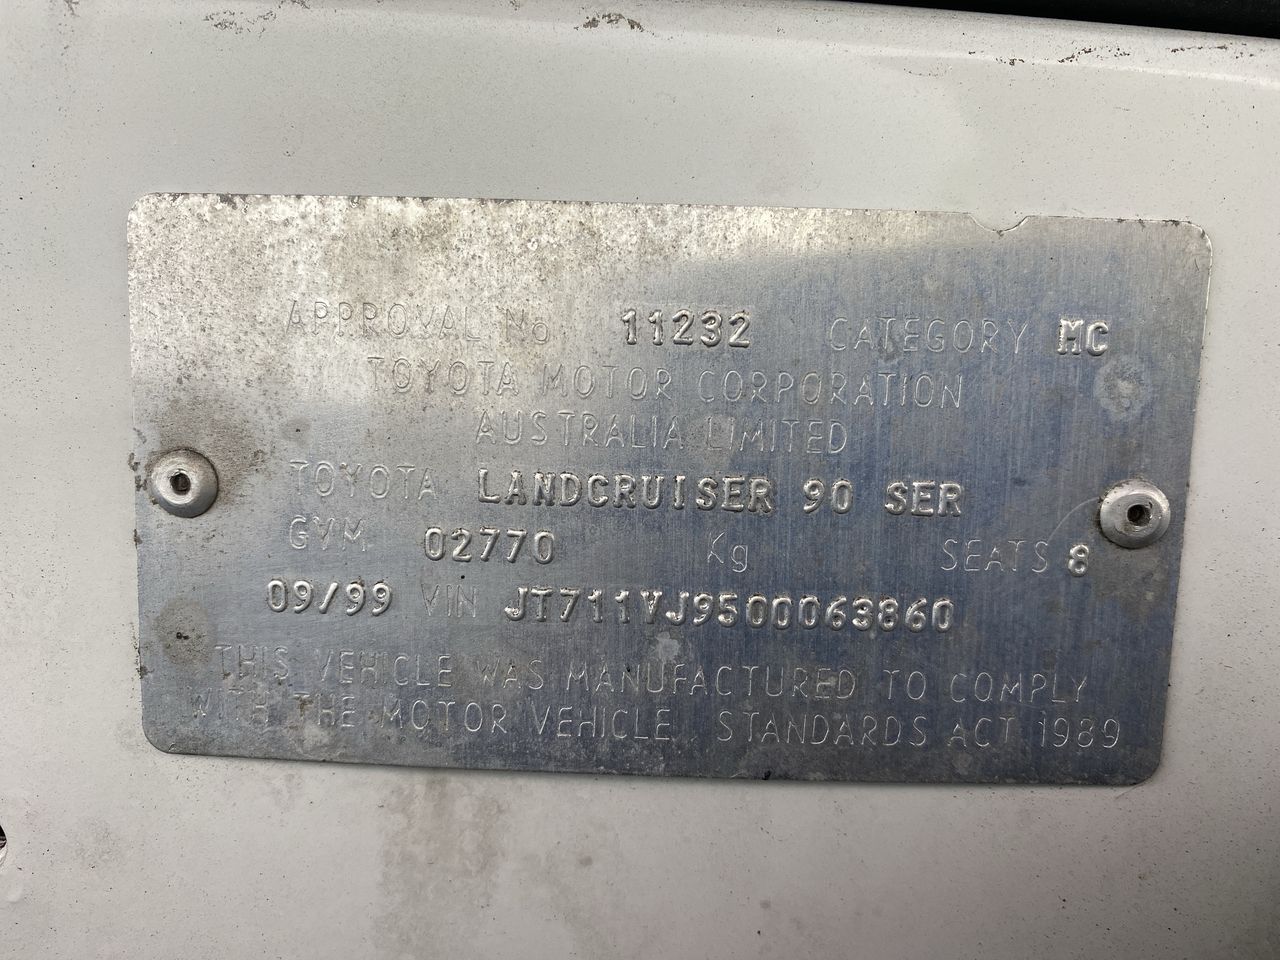 APPROVAL No 11232 CATEGORY MC
TOYOTA MOTOR CORPORATION
AUSTRALIA LIMITED
TOYOTA LANDCRUISER 90 SER
GVM 02770 Kg SEATS 8
09/99 VIN JT711VJ9500063860
THIS VEHICLE WAS MANUFACTURED TO COMPLY
WITH THE MOTOR VEHICLE STANDARDS ACT 1989